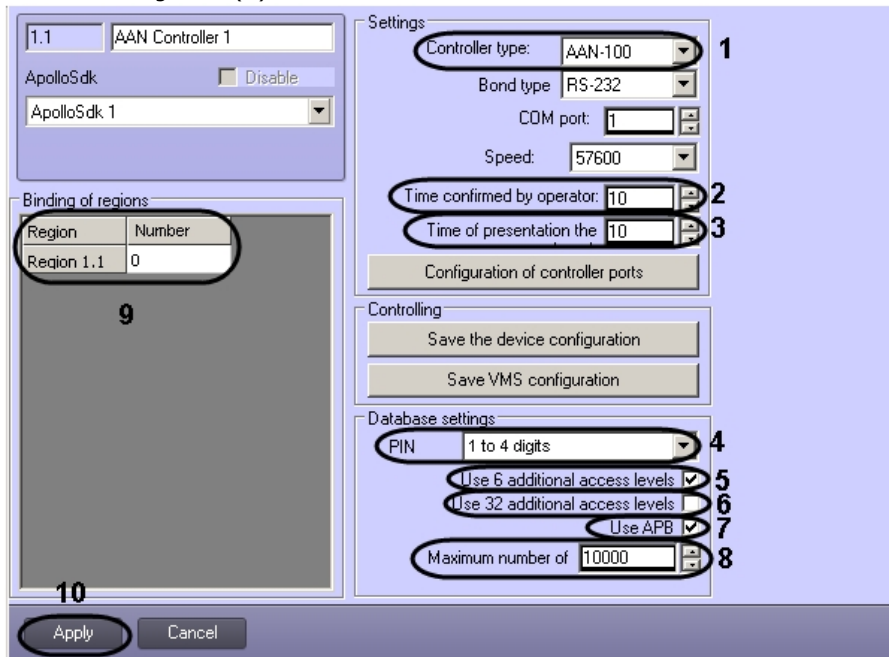 1.1 AAN Controller 1
ApolloSdk Disable
ApolloSdk 1
Binding of regions
Region Number
Region 1.1 0
9
Settings
Controller type: AAN-100 1
Bond type RS-232
COM port: 1
Speed: 57600
Time confirmed by operator: 10 2
Time of presentation the 10 3
Configuration of controller ports
Controlling
Save the device configuration
Save VMS configuration
Database settings
PIN 1 to 4 digits 4
Use 6 additional access levels 5
Use 32 additional access levels 6
Use APB 7
Maximum number of 10000 8
10
Apply Cancel